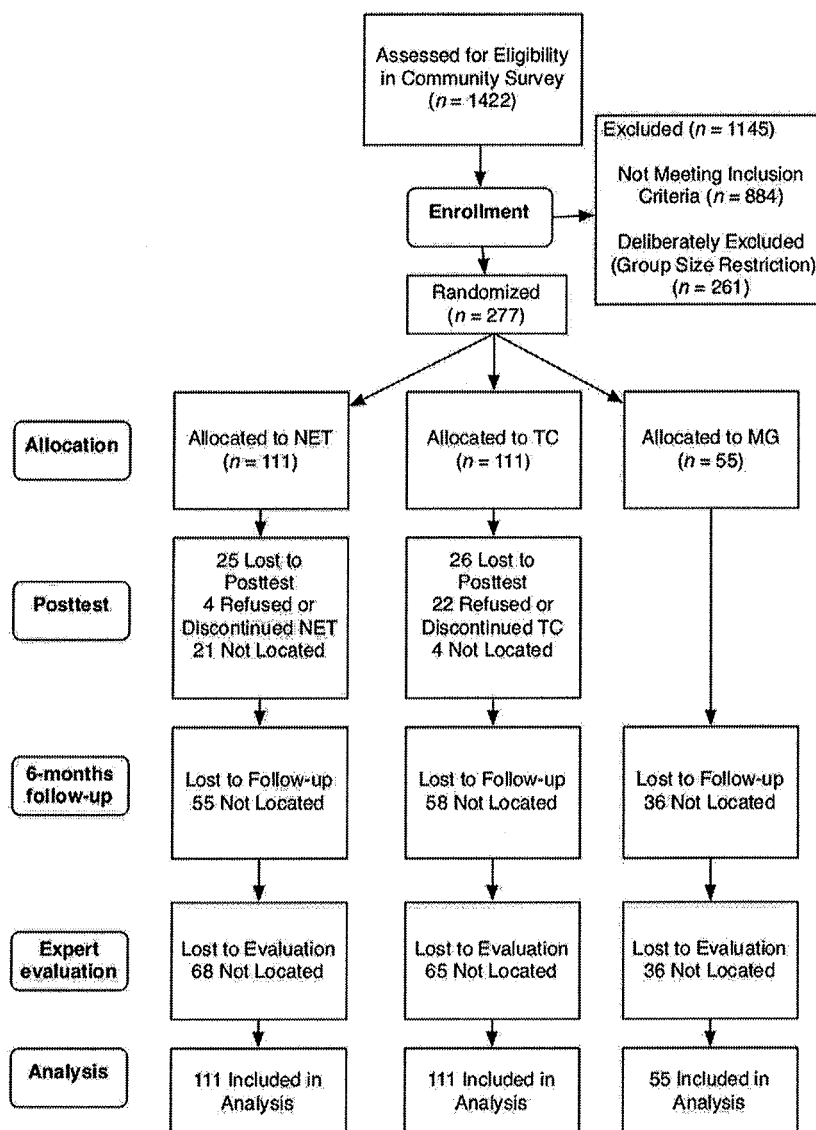 Assessed for Eligibility
in Community Survey
(n = 1422)
Excluded (n = 1145)
Not Meeting Inclusion
Criteria (n = 884)
Deliberately Excluded
(Group Size Restriction)
(n = 261)
Enrollment
Randomized
(n = 277)
Allocation
Allocated to NET
(n = 111)
Allocated to TC
(n = 111)
Allocated to MG
(n = 55)
Posttest
25 Lost to
Posttest
4 Refused or
Discontinued NET
21 Not Located
26 Lost to
Posttest
22 Refused or
Discontinued TC
4 Not Located
6-months
follow-up
Lost to Follow-up
55 Not Located
Lost to Follow-up
58 Not Located
Lost to Follow-up
36 Not Located
Expert
evaluation
Lost to Evaluation
68 Not Located
Lost to Evaluation
65 Not Located
Lost to Evaluation
36 Not Located
Analysis
111 Included in
Analysis
111 Included in
Analysis
55 Included in
Analysis